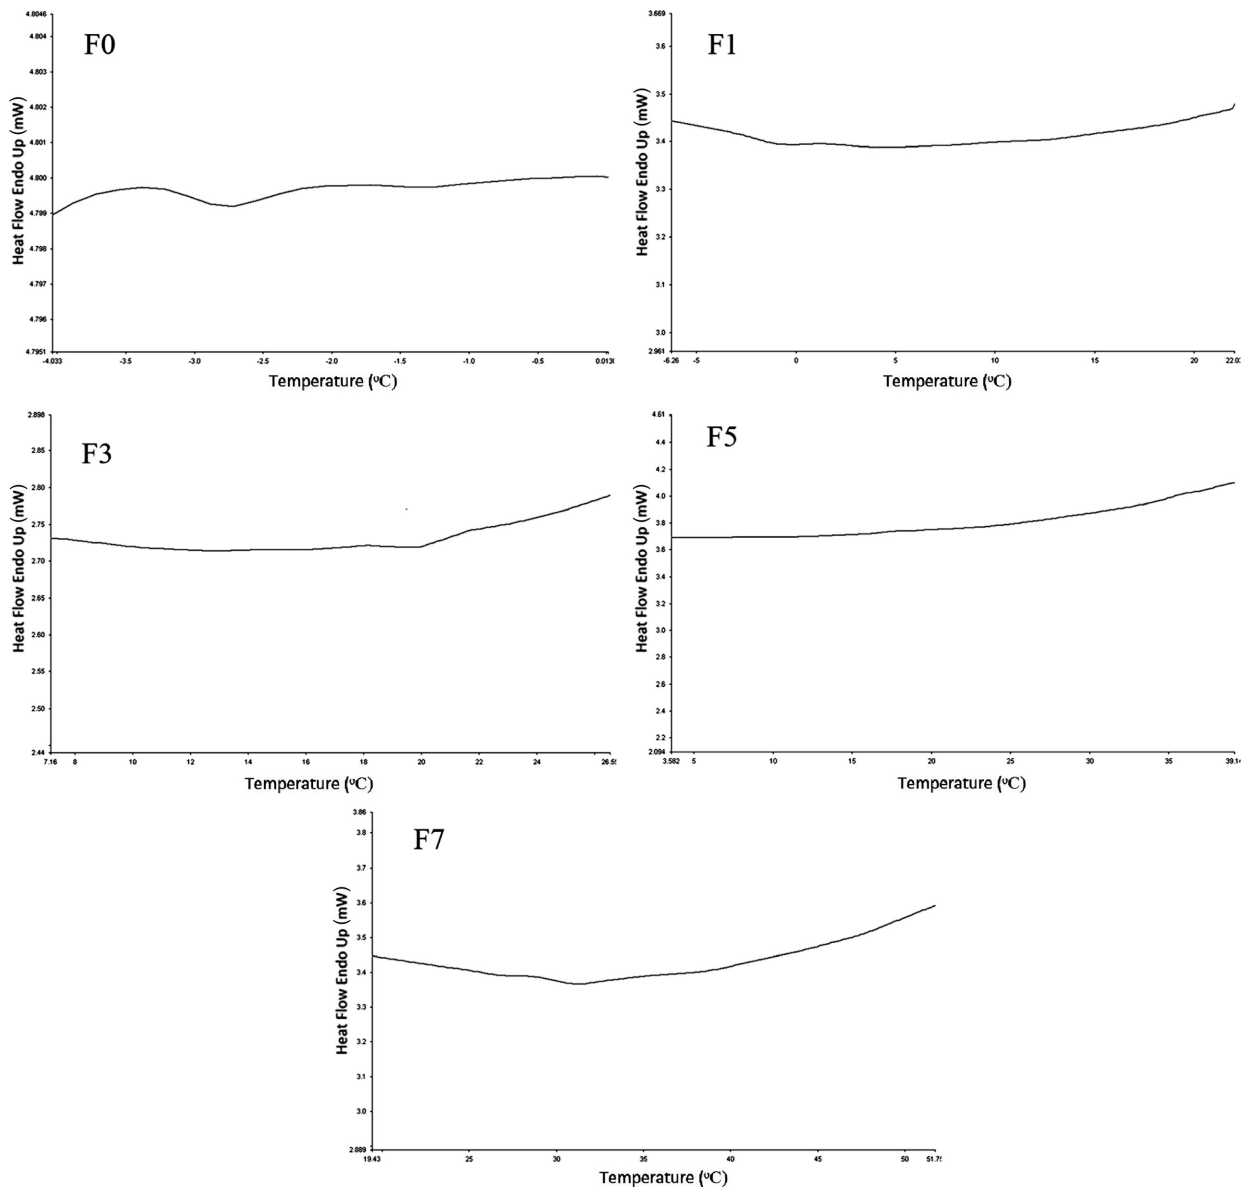 F0
Heat Flow Endo Up (mW)
4.8046
4.804
4.803
4.802
4.801
4.800
4.799
4.798
4.797
4.796
4.7951
-4.033 -3.5 -3.0 -2.5 -2.0 -1.5 -1.0 -0.5
Temperature (ºC)
F1
Heat Flow Endo Up (mW)
3.669
3.6
3.5
3.4
3.3
3.2
3.1
3.0
2.961
-6.26 -5 0 5 10 15 20
Temperature (ºC)
F3
Heat Flow Endo Up (mW)
2.898
2.85
2.80
2.75
2.70
2.65
2.60
2.55
2.50
2.44
7.16 8 10 12 14 16 18 20 22 24
Temperature (ºC)
F5
Heat Flow Endo Up (mW)
4.61
4.4
4.2
4.0
3.8
3.6
3.4
3.2
3.0
2.8
2.6
2.4
2.2
2.094
3.582 5 10 15 20 25 30 35 39.14
Temperature (ºC)
F7
Heat Flow Endo Up (mW)
3.86
3.8
3.7
3.6
3.5
3.4
3.3
3.2
3.1
3.0
2.889
19.43 25 30 35 40 45 50
Temperature (ºC)